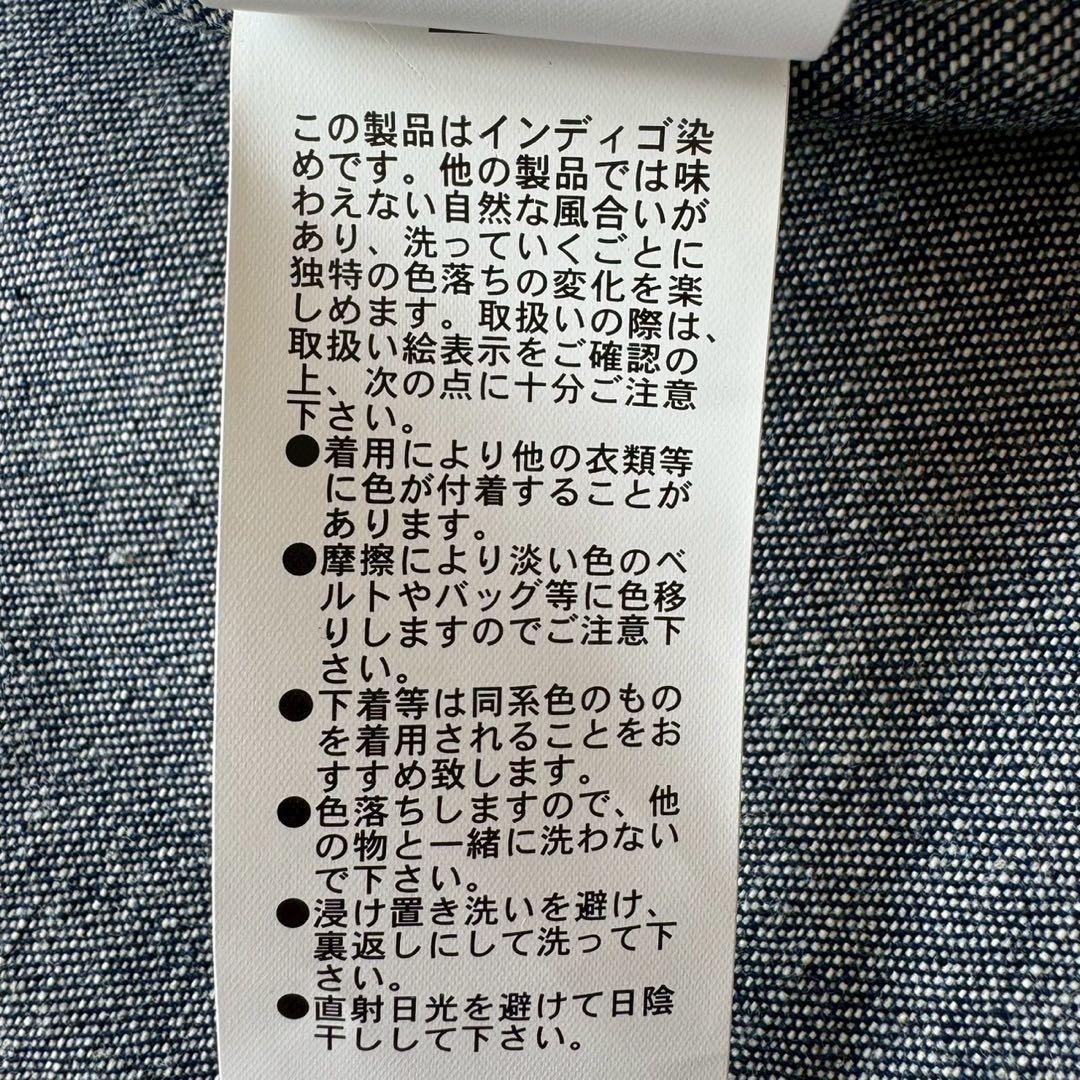 この製品はインディゴ染
めです。他の製品では味
わえない自然な風合いが
あり、洗っていくごとに
独特の色落ちの変化を楽
しめます。取扱いの際は、
取扱い絵表示をご確認の
上、次の点に十分ご注意
下さい。
●着用により他の衣類等
に色が付着することが
あります。
●摩擦により淡い色のベ
ルトやバッグ等に色移
りしますのでご注意下
さい。
●下着等は同系色のもの
を着用されることをお
すすめ致します。
●色落ちしますので、他
の物と一緒に洗わない
で下さい。
●浸け置き洗いを避け、
裏返しにして洗って下
さい。
●直射日光を避けて日陰
干しして下さい。